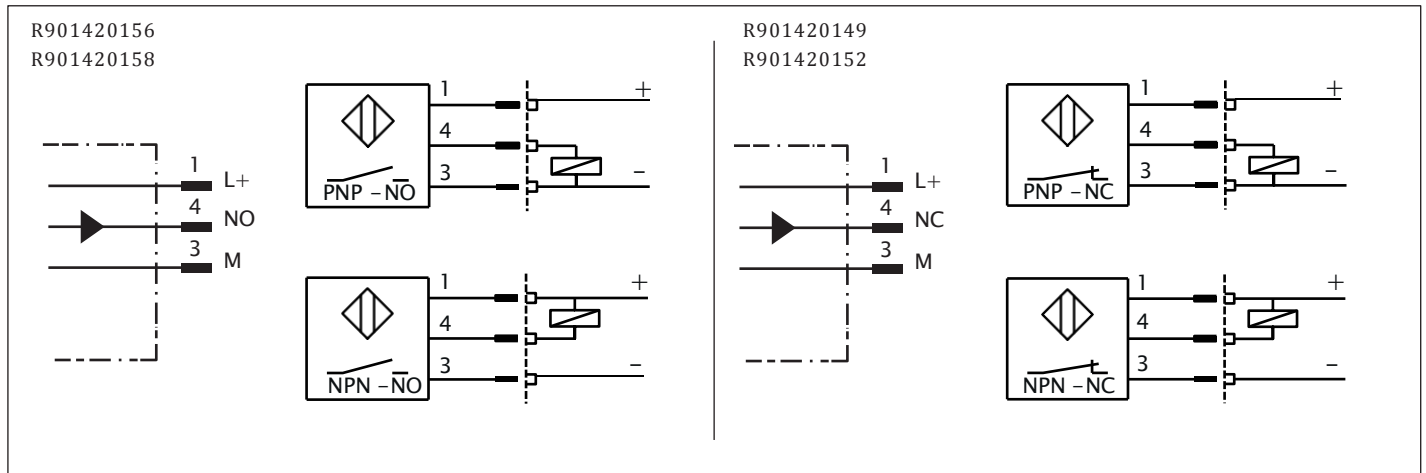 R901420156
R901420158
1
L+
4
NO
3
M
1
+
4
3
−
PNP – NO
1
+
4
3
−
NPN – NO
R901420149
R901420152
1
L+
4
NC
3
M
1
+
4
3
−
PNP – NC
1
+
4
3
−
NPN – NC